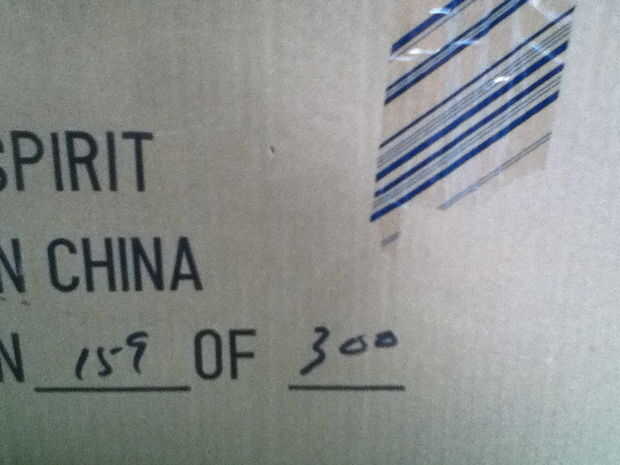 SPIRIT
N CHINA
N 159 OF 300